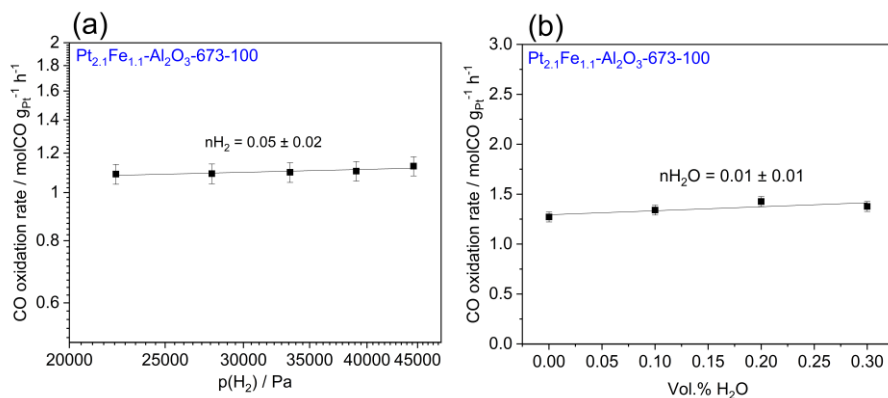 (a)
Pt2.1Fe1.1-Al2O3-673-100
nH2 = 0.05 ± 0.02
CO oxidation rate / molCO gPt-1 h-1
2
1.8
1.6
1.4
1.2
1
0.8
0.6
20000 25000 30000 35000 40000 45000
p(H2) / Pa
(b)
Pt2.1Fe1.1-Al2O3-673-100
nH2O = 0.01 ± 0.01
CO oxidation rate / molCO gPt-1 h-1
3.0
2.5
2.0
1.5
1.0
0.5
0.0
0.00 0.05 0.10 0.15 0.20 0.25 0.30
Vol.% H2O